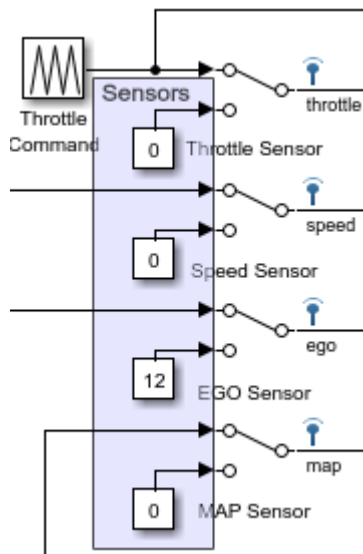 Sensors
Throttle
Command
throttle
0
Throttle Sensor
speed
0
Speed Sensor
ego
12
EGO Sensor
map
0
MAP Sensor